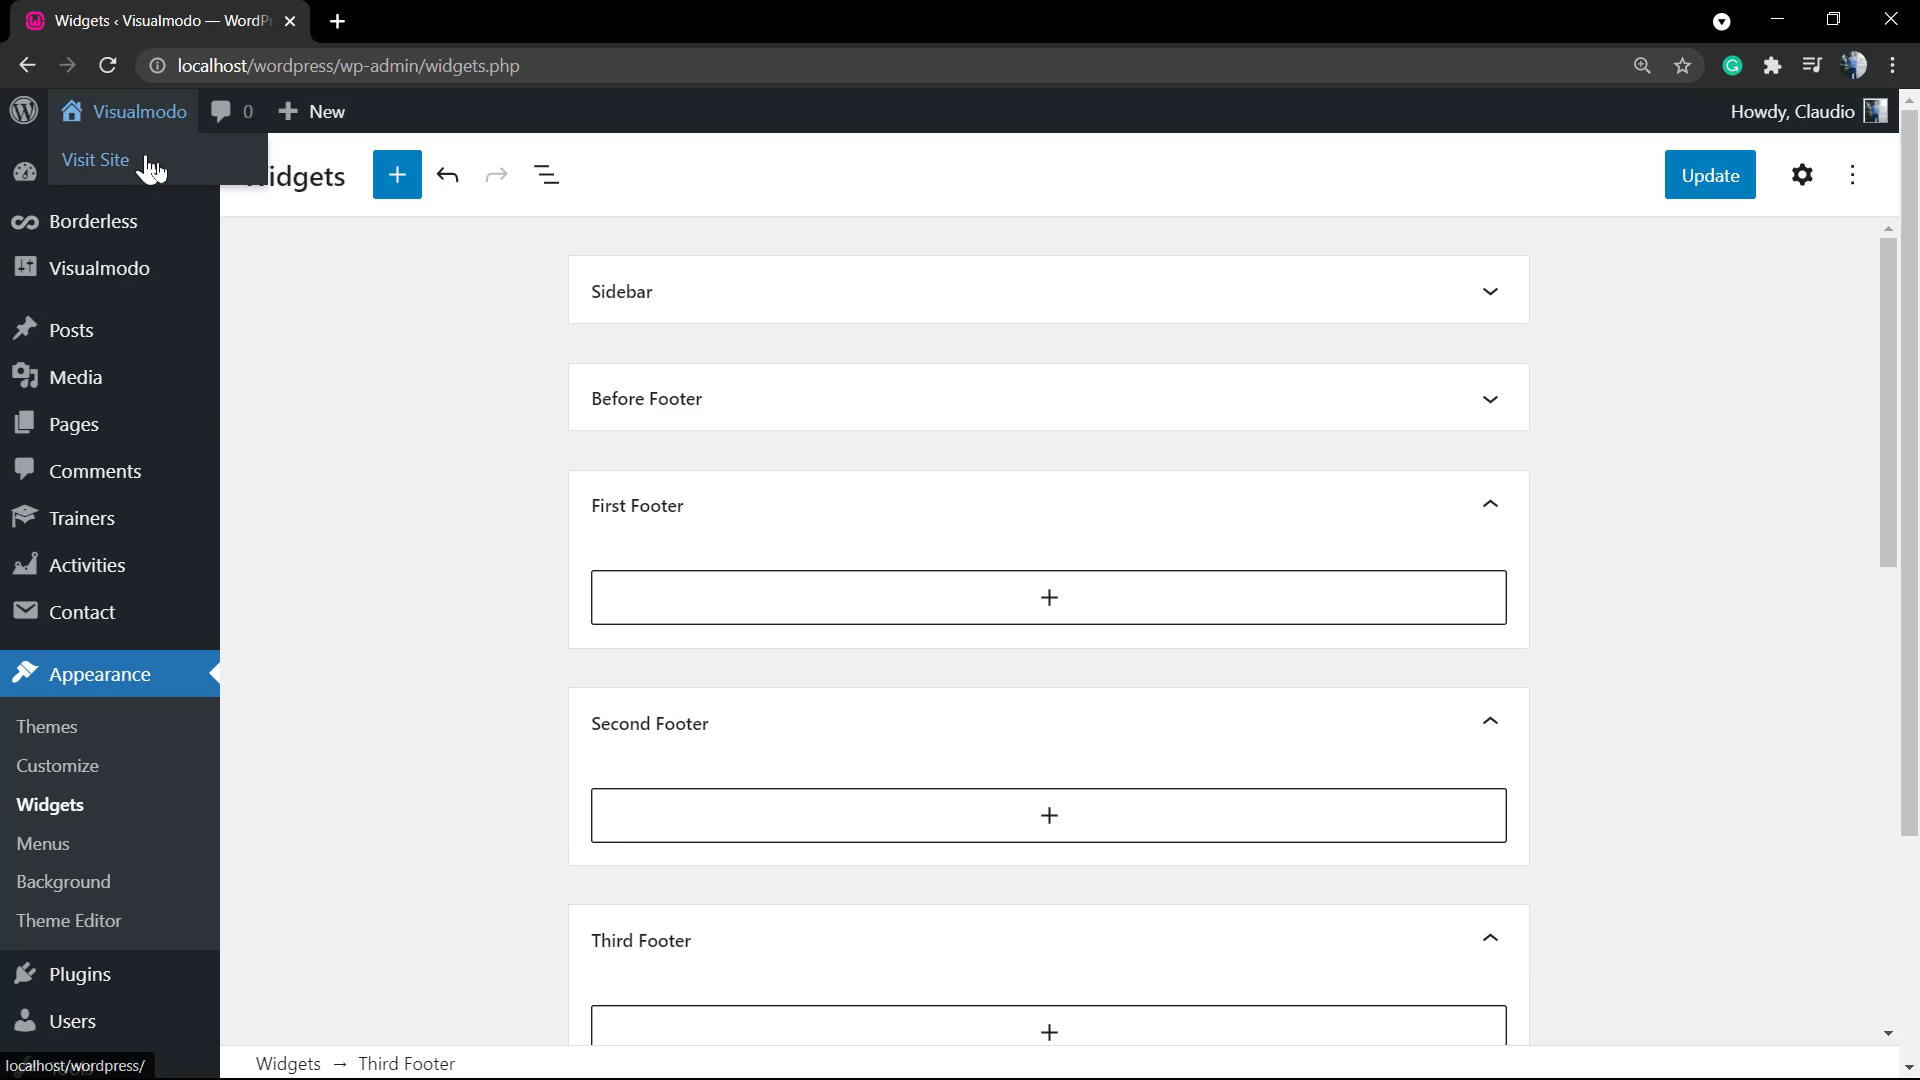 Widgets ‹ Visualmodo — WordP
localhost/wordpress/wp-admin/widgets.php
Visualmodo 0 New Howdy, Claudio
Visit Site
idgets Update
Borderless
Visualmodo
Posts
Media
Pages
Comments
Trainers
Activities
Contact
Appearance
Themes
Customize
Widgets
Menus
Background
Theme Editor
Plugins
Users
localhost/wordpress/
Sidebar
Before Footer
First Footer
Second Footer
Third Footer
Widgets → Third Footer